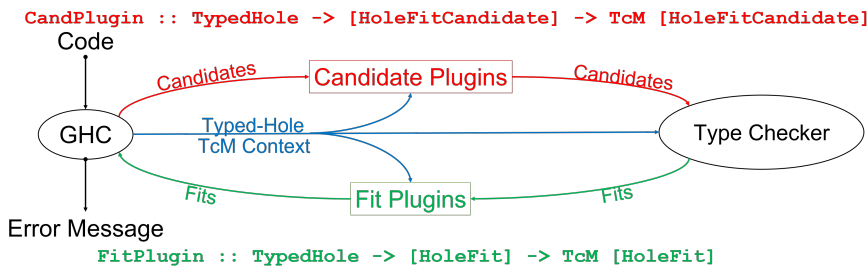 CandPlugin :: TypedHole -> [HoleFitCandidate] -> TcM [HoleFitCandidate]
Code
Candidates
Candidate Plugins
Candidates
GHC
Typed-Hole
TcM Context
Type Checker
Fits
Fit Plugins
Fits
Error Message
FitPlugin :: TypedHole -> [HoleFit] -> TcM [HoleFit]